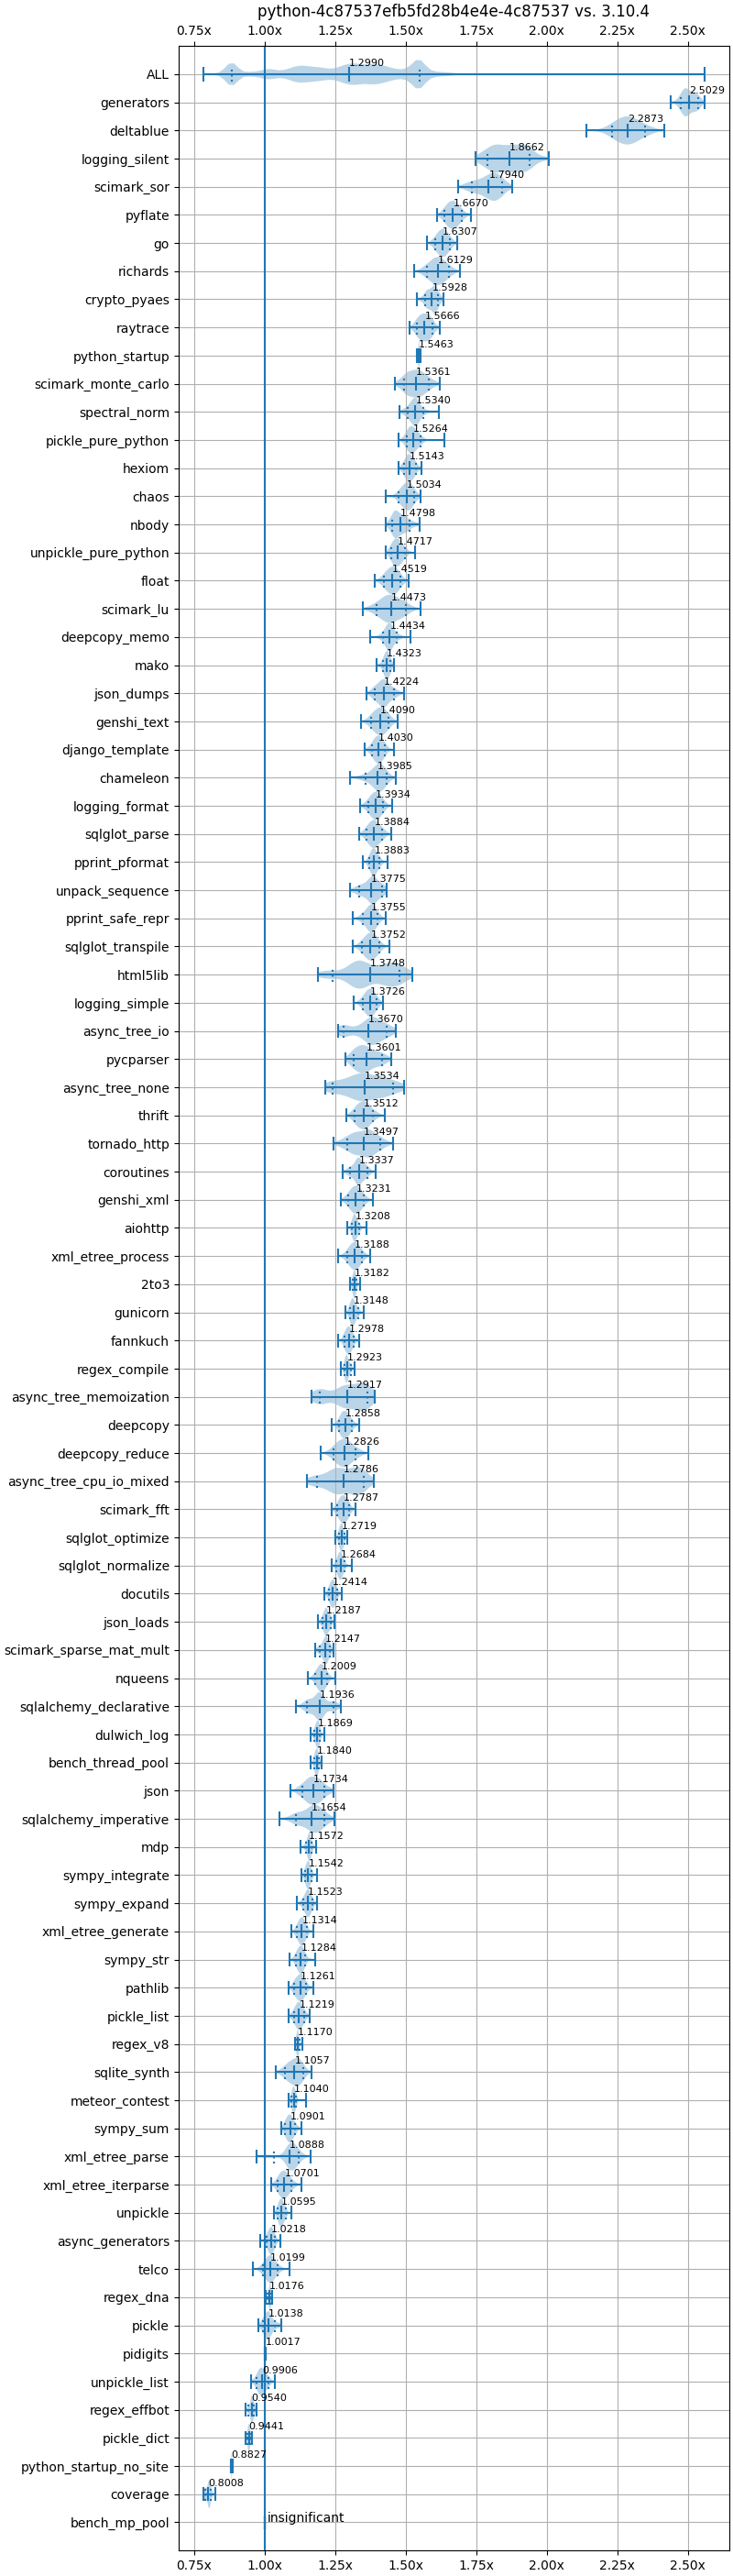 python-4c87537efb5fd28b4e4e-4c87537 vs. 3.10.4
0.75x 1.00x 1.25x 1.50x 1.75x 2.00x 2.25x 2.50x
ALL 1.2990
generators 2.5029
deltablue 2.2873
logging_silent 1.8662
scimark_sor 1.7940
pyflate 1.6670
go 1.6307
richards 1.6129
crypto_pyaes 1.5928
raytrace 1.5666
python_startup 1.5463
scimark_monte_carlo 1.5361
spectral_norm 1.5340
pickle_pure_python 1.5264
hexiom 1.5143
chaos 1.5034
nbody 1.4798
unpickle_pure_python 1.4717
float 1.4519
scimark_lu 1.4473
deepcopy_memo 1.4434
mako 1.4323
json_dumps 1.4224
genshi_text 1.4090
django_template 1.4030
chameleon 1.3985
logging_format 1.3934
sqlglot_parse 1.3884
pprint_pformat 1.3883
unpack_sequence 1.3775
pprint_safe_repr 1.3755
sqlglot_transpile 1.3752
html5lib 1.3748
logging_simple 1.3726
async_tree_io 1.3670
pycparser 1.3601
async_tree_none 1.3534
thrift 1.3512
tornado_http 1.3497
coroutines 1.3337
genshi_xml 1.3231
aiohttp 1.3208
xml_etree_process 1.3188
2to3 1.3182
gunicorn 1.3148
fannkuch 1.2978
regex_compile 1.2923
async_tree_memoization 1.2917
deepcopy 1.2858
deepcopy_reduce 1.2826
async_tree_cpu_io_mixed 1.2786
scimark_fft 1.2787
sqlglot_optimize 1.2719
sqlglot_normalize 1.2684
docutils 1.2414
json_loads 1.2187
scimark_sparse_mat_mult 1.2147
nqueens 1.2009
sqlalchemy_declarative 1.1936
dulwich_log 1.1869
bench_thread_pool 1.1840
json 1.1734
sqlalchemy_imperative 1.1654
mdp 1.1572
sympy_integrate 1.1542
sympy_expand 1.1523
xml_etree_generate 1.1314
sympy_str 1.1284
pathlib 1.1261
pickle_list 1.1219
regex_v8 1.1170
sqlite_synth 1.1057
meteor_contest 1.1040
sympy_sum 1.0901
xml_etree_parse 1.0888
xml_etree_iterparse 1.0701
unpickle 1.0595
async_generators 1.0218
telco 1.0199
regex_dna 1.0176
pickle 1.0138
pidigits 1.0017
unpickle_list 0.9906
regex_effbot 0.9540
pickle_dict 0.9441
python_startup_no_site 0.8827
coverage 0.8008
bench_mp_pool insignificant
0.75x 1.00x 1.25x 1.50x 1.75x 2.00x 2.25x 2.50x